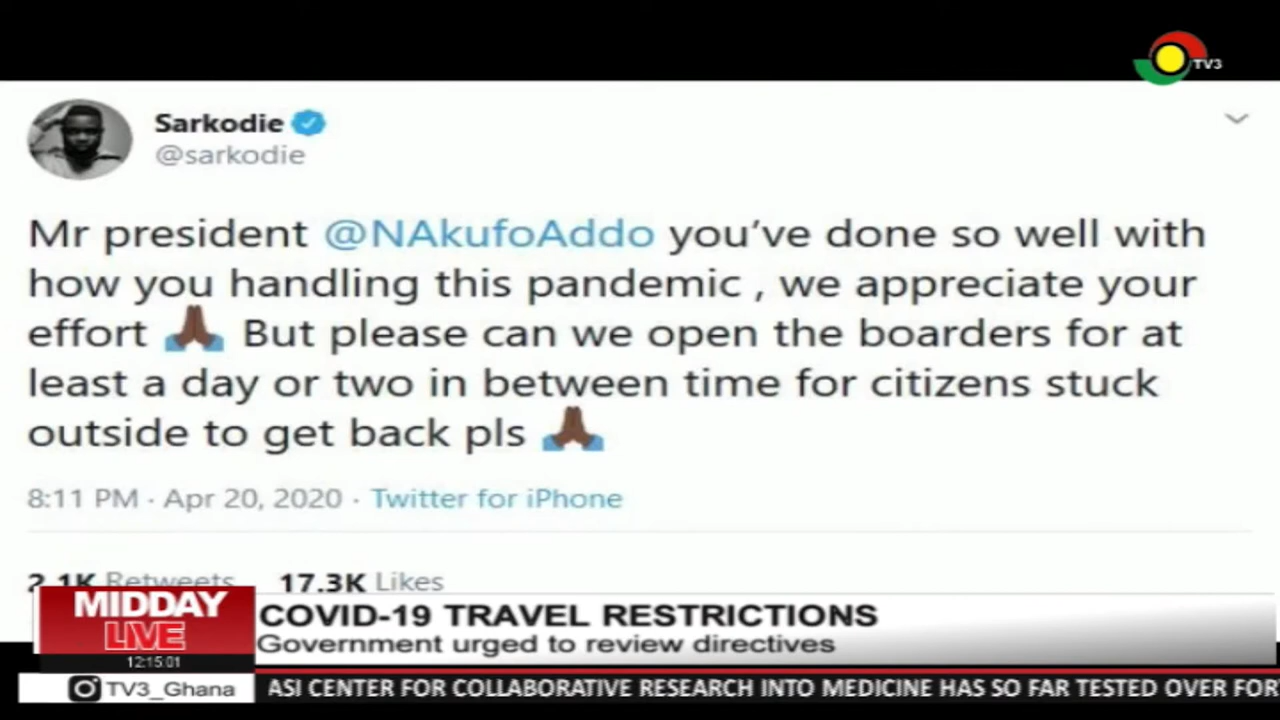 TV3
Sarkodie
@sarkodie
Mr president @NAkufoAddo you've done so well with
how you handling this pandemic , we appreciate your
effort 🙏🏾 But please can we open the boarders for at
least a day or two in between time for citizens stuck
outside to get back pls 🙏🏾
8:11 PM · Apr 20, 2020 · Twitter for iPhone
2.1K Retweets 17.3K Likes
MIDDAY
LIVE
12:15:01
COVID-19 TRAVEL RESTRICTIONS
Government urged to review directives
TV3_Ghana
ASI CENTER FOR COLLABORATIVE RESEARCH INTO MEDICINE HAS SO FAR TESTED OVER FOR